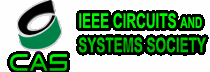 IEEE CIRCUITS AND
SYSTEMS SOCIETY
CAS